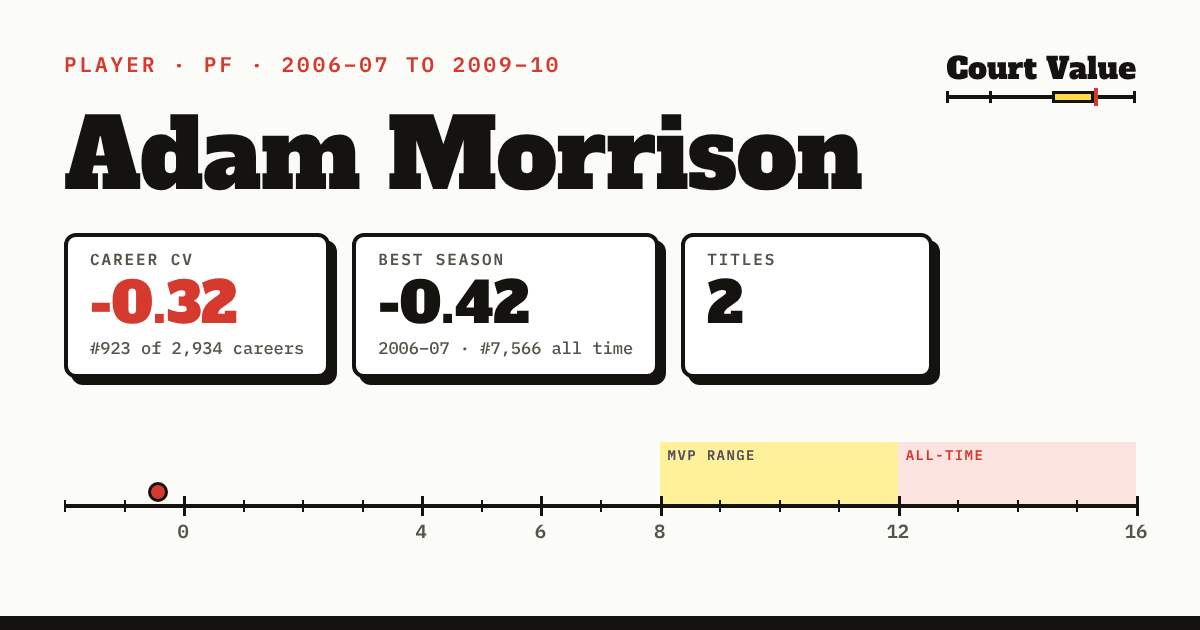 PLAYER · PF · 2006–07 TO 2009–10
Court Value
Adam Morrison
CAREER CV
-0.32
#923 of 2,934 careers
BEST SEASON
-0.42
2006–07 · #7,566 all time
TITLES
2
MVP RANGE
ALL-TIME
0 4 6 8 12 16